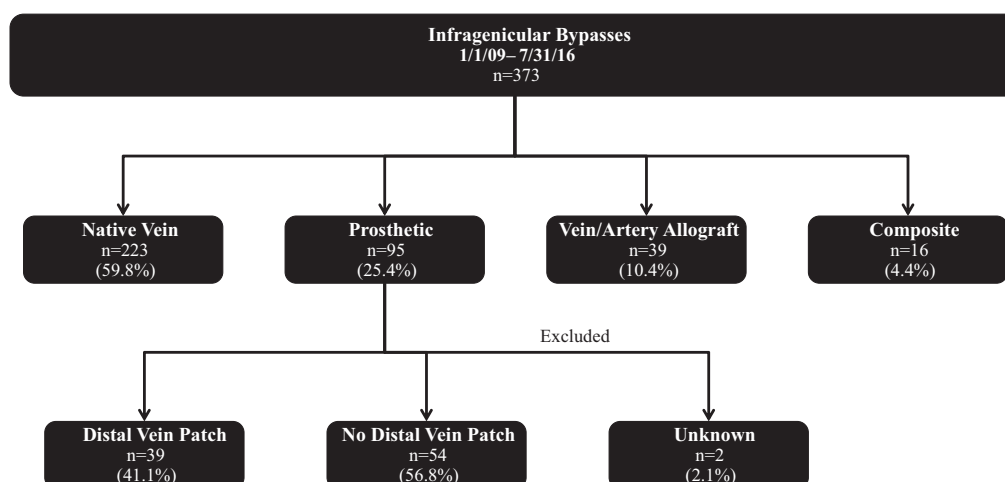 Infragenicular Bypasses
1/1/09– 7/31/16
n=373
Native Vein
n=223
(59.8%)
Prosthetic
n=95
(25.4%)
Vein/Artery Allograft
n=39
(10.4%)
Composite
n=16
(4.4%)
Excluded
Distal Vein Patch
n=39
(41.1%)
No Distal Vein Patch
n=54
(56.8%)
Unknown
n=2
(2.1%)